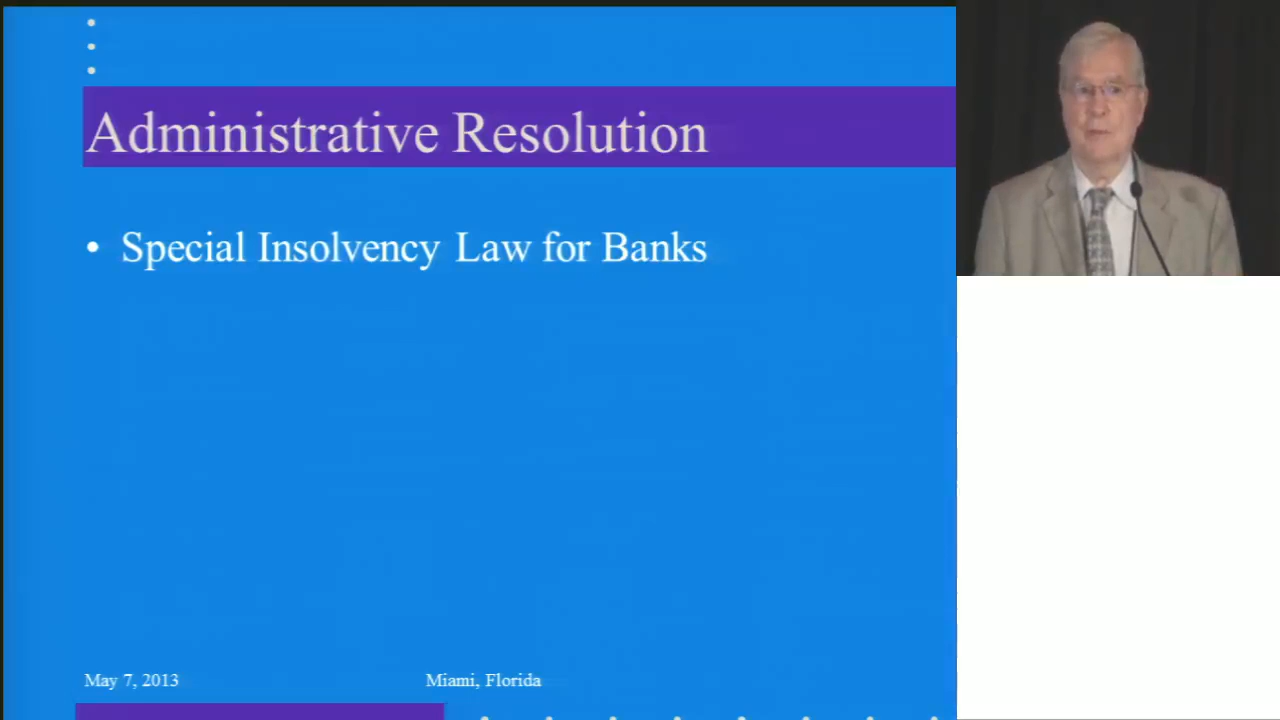 Administrative Resolution
• Special Insolvency Law for Banks
May 7, 2013
Miami, Florida